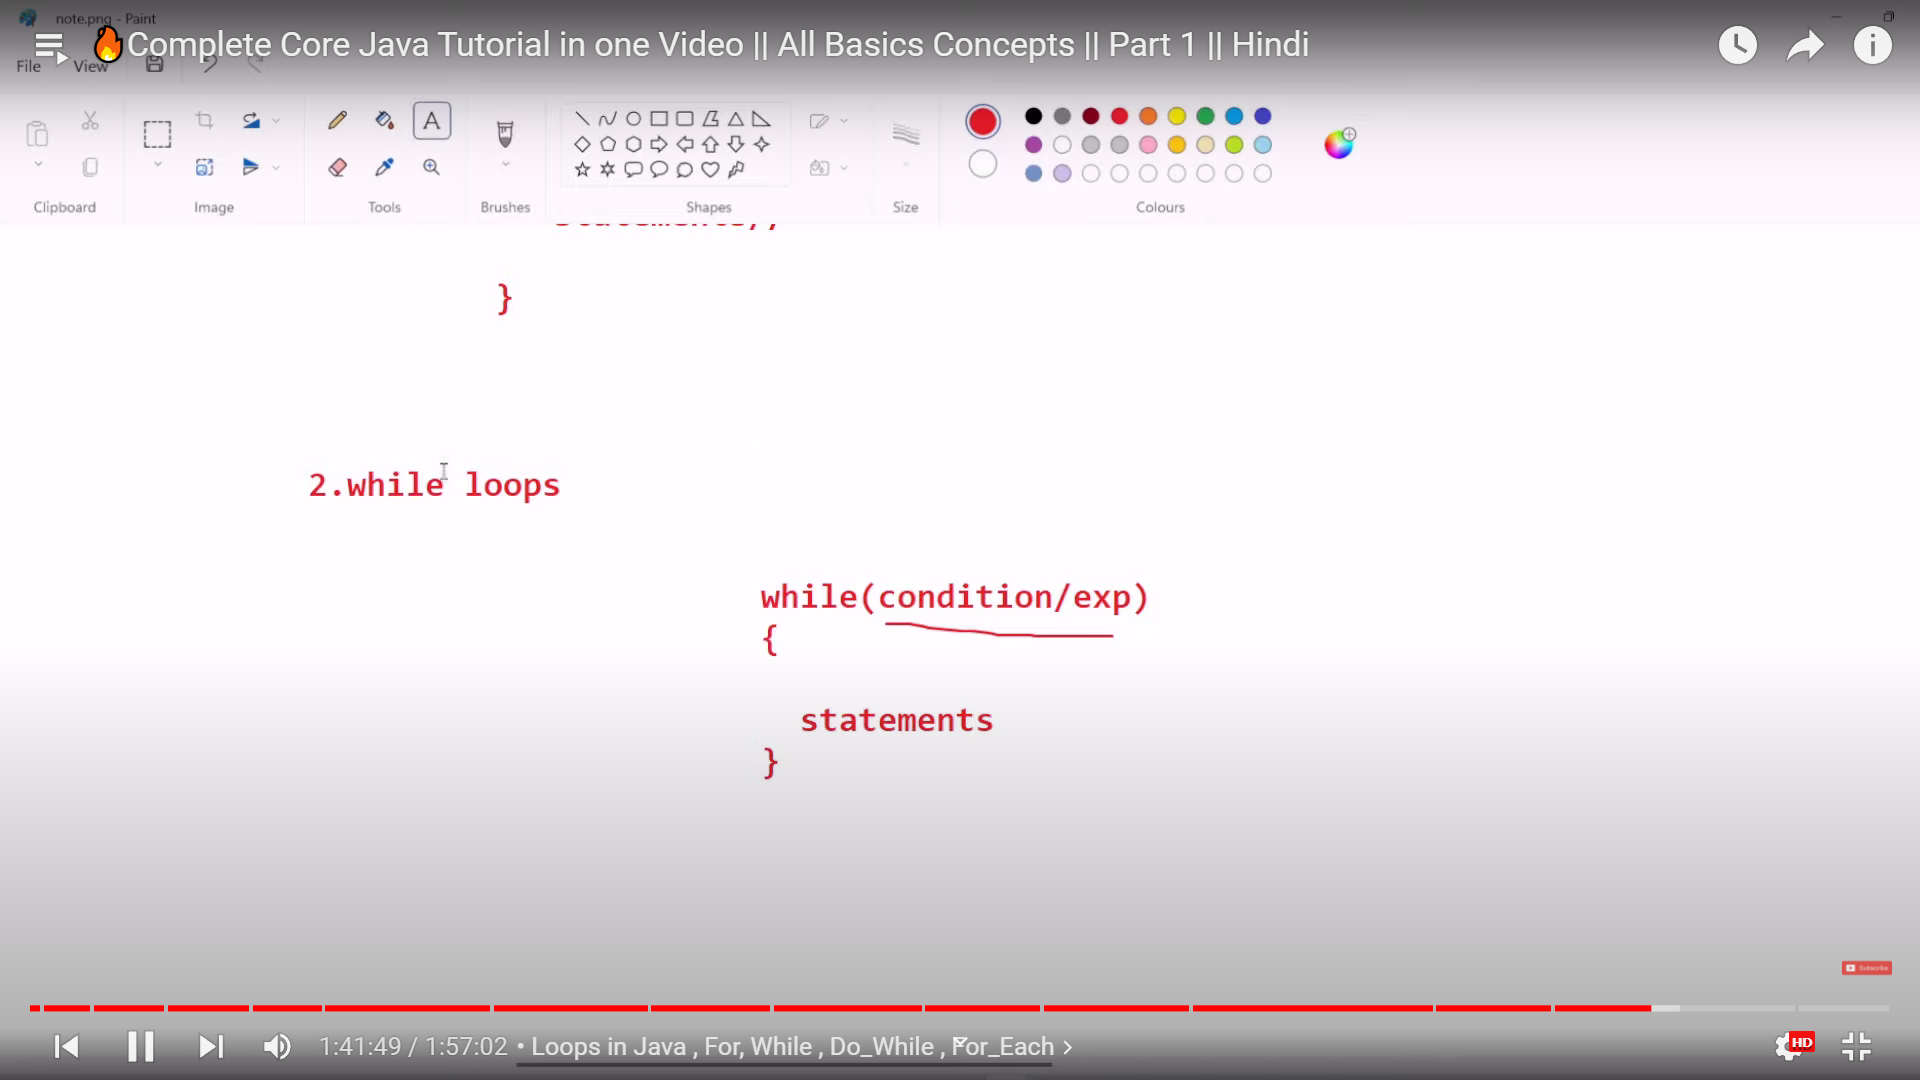 note.png - Paint
🔥Complete Core Java Tutorial in one Video || All Basics Concepts || Part 1 || Hindi
File View
Clipboard Image Tools Brushes Shapes Size Colours
}
2.while loops
while(condition/exp)
{
statements
}
Subscribe
1:41:49 / 1:57:02 • Loops in Java , For, While , Do_While , For_Each >
HD